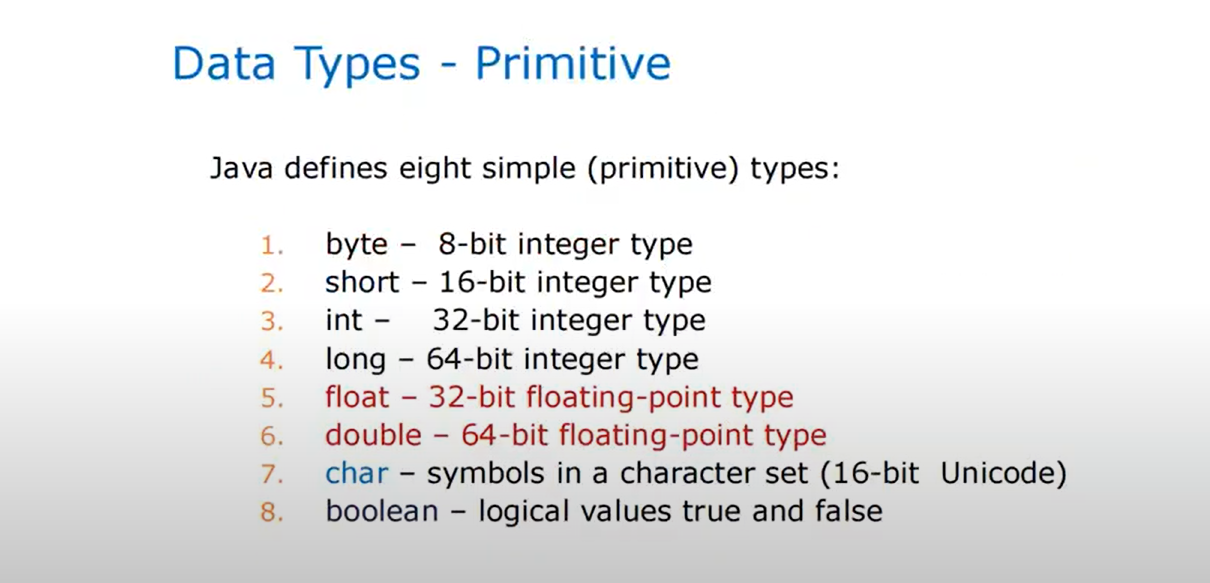 Data Types - Primitive
Java defines eight simple (primitive) types:
1. byte – 8-bit integer type
2. short – 16-bit integer type
3. int – 32-bit integer type
4. long – 64-bit integer type
5. float – 32-bit floating-point type
6. double – 64-bit floating-point type
7. char – symbols in a character set (16-bit Unicode)
8. boolean – logical values true and false